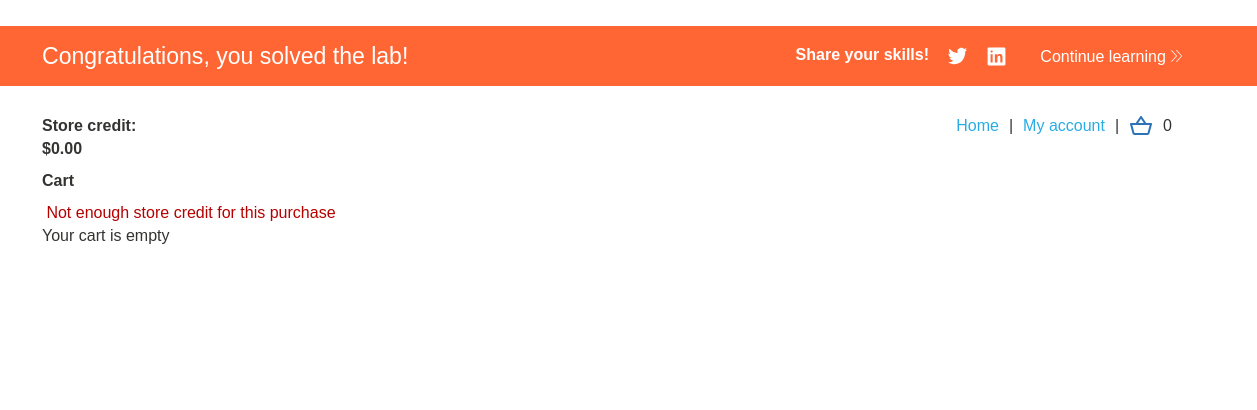 Congratulations, you solved the lab!
Share your skills!
Continue learning
Store credit:
$0.00
Home | My account | 0
Cart
Not enough store credit for this purchase
Your cart is empty